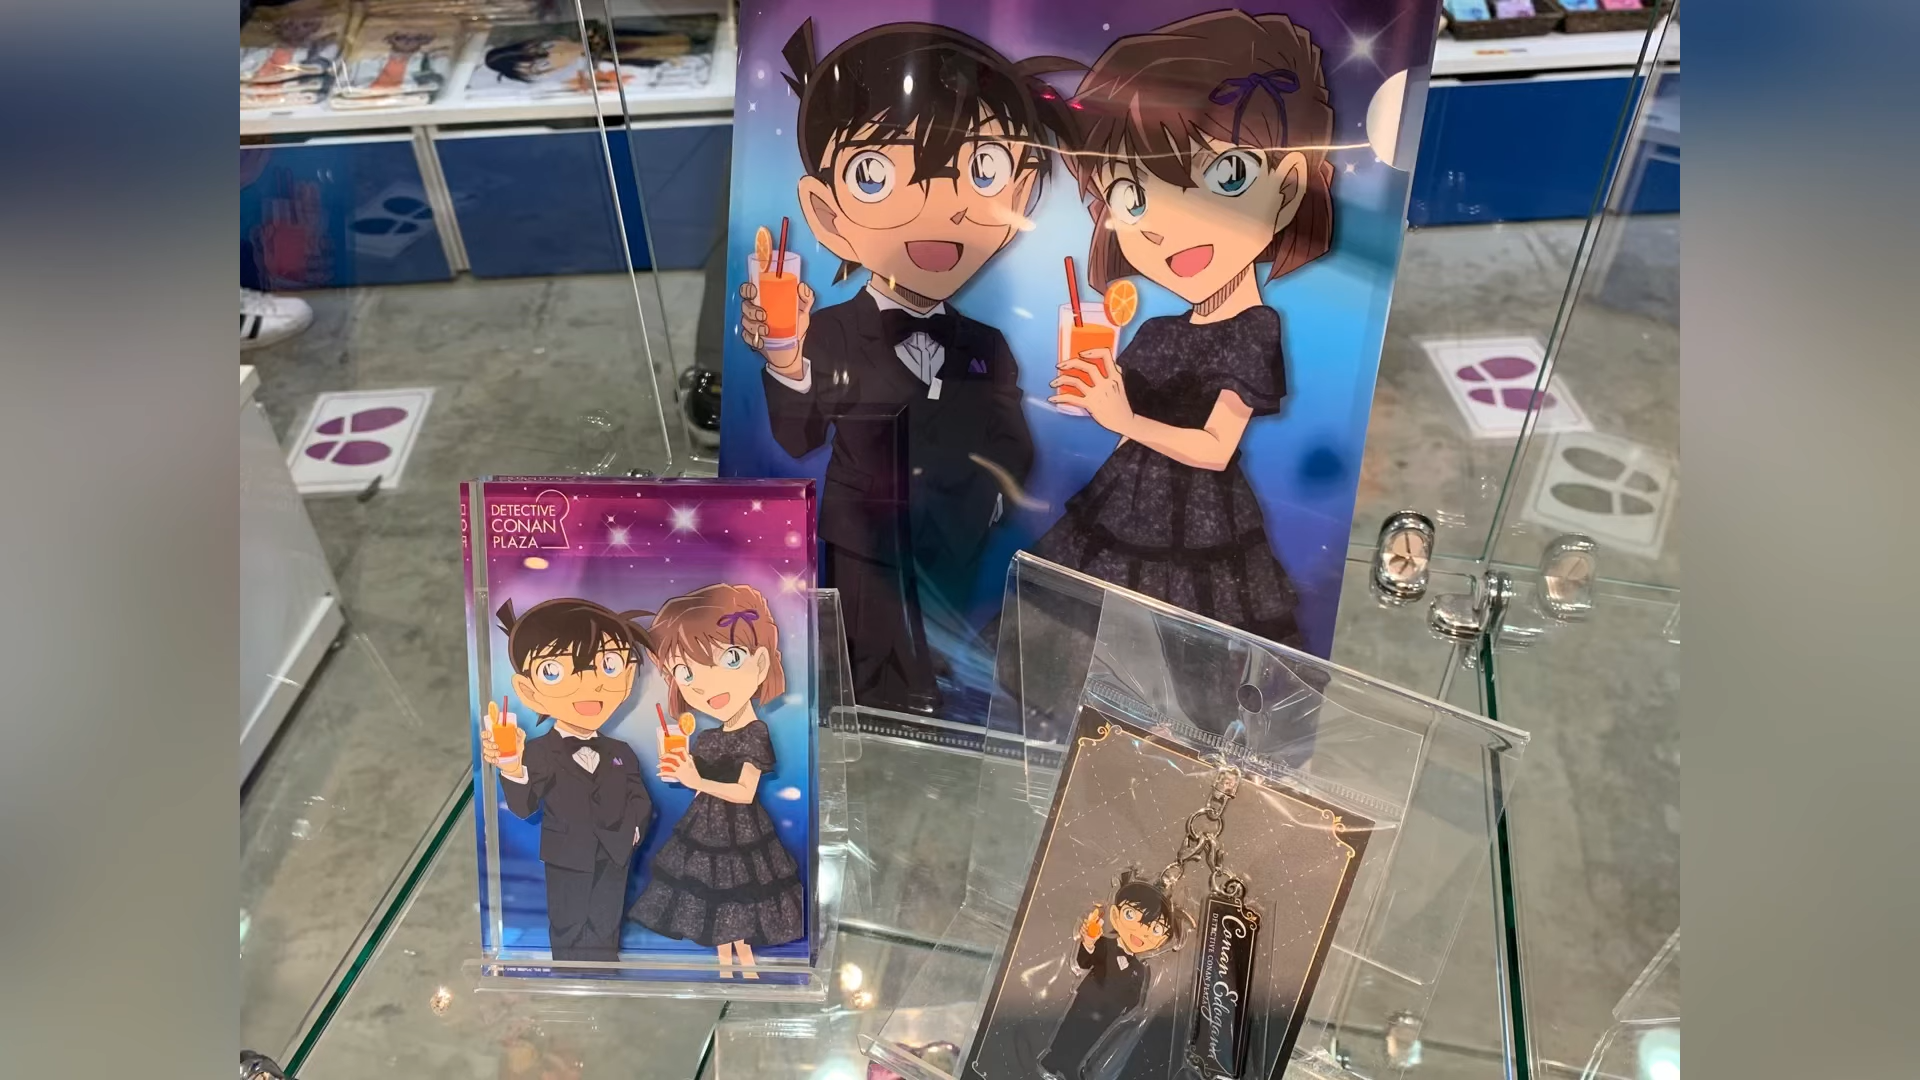 DETECTIVE
CONAN
PLAZA
Conan Edogawa
DETECTIVE CONAN PLAZA